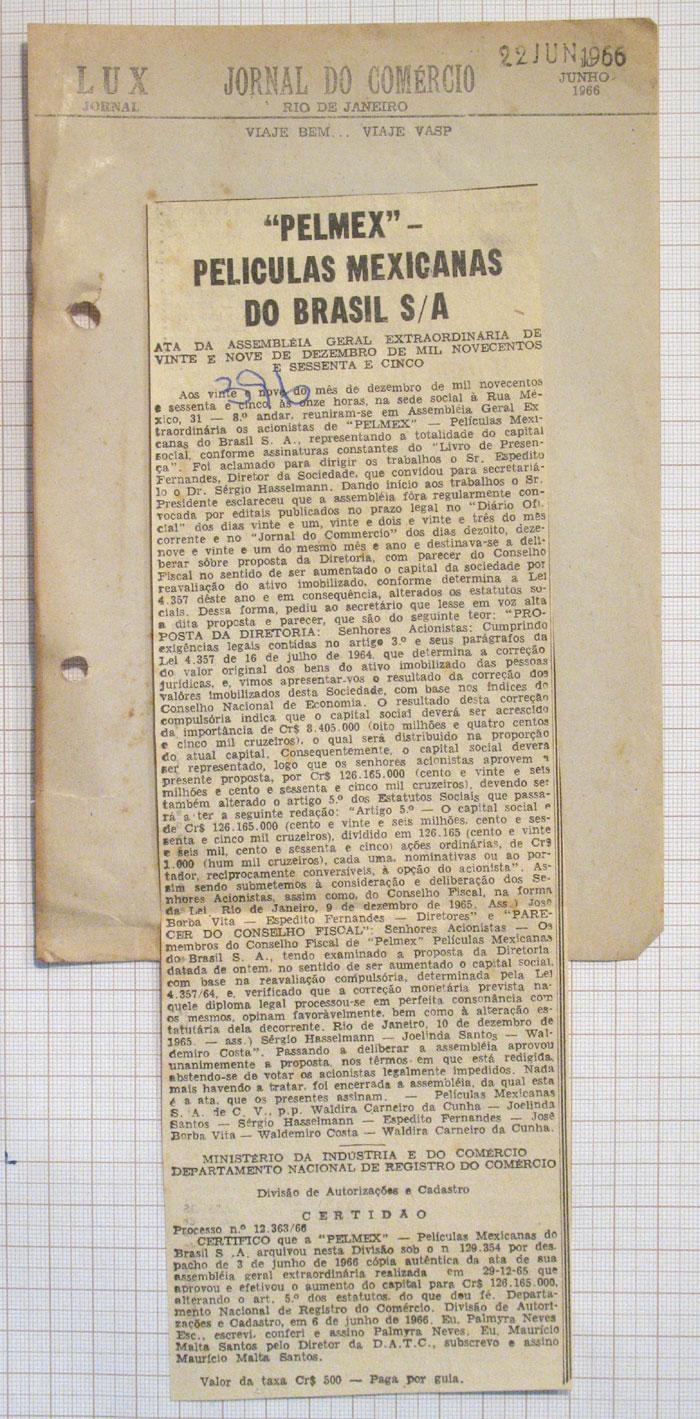 LUX
JORNAL
JORNAL DO COMÉRCIO
RIO DE JANEIRO
22 JUN 1966
JUNHO
1966
VIAJE BEM... VIAJE VASP
"PELMEX" –
PELICULAS MEXICANAS
DO BRASIL S/A
ATA DA ASSEMBLÉIA GERAL EXTRAORDINARIA DE
VINTE E NOVE DE DEZEMBRO DE MIL NOVECENTOS
E SESSENTA E CINCO
Aos vinte e nove do mês de dezembro de mil novecentos
e sessenta e cinco, às onze horas, na sede social à Rua Mé-
xico, 31 — 8.º andar, reuniram-se em Assembléia Geral Ex
traordinária os acionistas de "PELMEX" — Películas Mexi-
canas do Brasil S. A., representando a totalidade do capital
social, conforme assinaturas constantes do "Livro de Presen-
ça". Foi aclamado para dirigir os trabalhos o Sr. Espedito
Fernandes, Diretor da Sociedade, que convidou para secretariá-
lo o Dr. Sérgio Hasselmann. Dando início aos trabalhos o Sr.
Presidente esclareceu que a assembléia fôra regularmente con-
vocada por editais publicados no prazo legal no "Diário Ofi-
cial" dos dias vinte e um, vinte e dois e vinte e três do mês
corrente e no "Jornal do Commercio" dos dias dezoito, deze-
nove e vinte e um do mesmo mês e ano e destinava-se a deli-
berar sôbre proposta da Diretoria, com parecer do Conselho
Fiscal no sentido de ser aumentado o capital da sociedade por
reavaliação do ativo imobilizado, conforme determina a Lei
4.357 dêste ano e em consequência, alterados os estatutos so-
ciais. Dessa forma, pediu ao secretário que lesse em voz alta
a dita proposta e parecer, que são do seguinte teor: "PRO-
POSTA DA DIRETORIA: Senhores Acionistas: Cumprindo
exigências legais contidas no artigo 3.º e seus parágrafos da
Lei 4.357 de 16 de julho de 1964, que determina a correção
do valor original dos bens do ativo imobilizado das pessoas
jurídicas, e, vimos apresentar-vos o resultado da correção dos
valôres imobilizados desta Sociedade, com base nos índices do
Conselho Nacional de Economia. O resultado desta correção
compulsória indica que o capital social deverá ser acrescido
da importância de Cr$ 8.405.000 (oito milhões e quatro centos
e cinco mil cruzeiros), o qual será distribuido na proporção
do atual capital. Consequentemente, o capital social devera
ser representado, logo que os senhores acionistas aprovem a
presente proposta, por Cr$ 126.165.000 (cento e vinte e seis
milhões e cento e sessenta e cinco mil cruzeiros), devendo se:
também alterado o artigo 5.º dos Estatutos Sociais que passa-
rá a ter a seguinte redação: "Artigo 5.º — O capital social e
de Cr$ 126.165.000 (cento e vinte e seis milhões, cento e ses-
senta e cinco mil cruzeiros), dividido em 126.165 (cento e vinte
e seis mil, cento e sessenta e cinco) ações ordinárias, de Cr$
1.000 (hum mil cruzeiros), cada uma, nominativas ou ao por-
tador, reciprocamente conversíveis, à opção do acionista". As-
sim sendo submetemos à consideração e deliberação dos Se-
nhores Acionistas, assim como, do Conselho Fiscal, na forma
da Lei. Rio de Janeiro, 9 de dezembro de 1965. Ass.) José
Borba Vita — Espedito Fernandes — Diretores" e "PARE-
CER DO CONSELHO FISCAL": Senhores Acionistas — Os
membros do Conselho Fiscal de "Pelmex" Películas Mexicanas
do Brasil S. A., tendo examinado a proposta da Diretoria
datada de ontem, no sentido de ser aumentado o capital social,
com base na reavaliação compulsória, determinada pela Lei
4.357/64, e, verificado que a correção monetária prevista na-
quele diploma legal processou-se em perfeita consonância com
os mesmos, opinam favoràvelmente, bem como à alteração es-
tatutária dela decorrente. Rio de Janeiro, 10 de dezembro de
1965. — ass.) Sérgio Hasselmann — Joelinda Santos — Wal-
demiro Costa". Passando a deliberar a assembléia aprovou
unanimemente a proposta, nos têrmos em que está redigida,
abstendo-se de votar os acionistas legalmente impedidos. Nada
mais havendo a tratar, foi encerrada a assembléia, da qual esta
é a ata, que os presentes assinam. — Películas Mexicanas
S. A. de C. V., p.p. Waldira Carneiro da Cunha — Joelinda
Santos — Sérgio Hasselmann — Espedito Fernandes — José
Borba Vita — Waldemiro Costa — Waldira Carneiro da Cunha.
MINISTÉRIO DA INDÚSTRIA E DO COMÉRCIO
DEPARTAMENTO NACIONAL DE REGISTRO DO COMÉRCIO
Divisão de Autorizações e Cadastro
CERTIDÃO
Processo n.º 12.363/66
CERTIFICO que a "PELMEX" — Películas Mexicanas do
Brasil S .A. arquivou nesta Divisão sob o n 129.354 por des-
pacho de 3 de junho de 1966 cópia autêntica da ata de sua
assembléia geral extraordinária realizada em 29-12-65 que
aprovou e efetivou o aumento do capital para Cr$ 126.165.000,
alterando o art. 5.º dos estatutos, do que dou fé. Departa-
mento Nacional de Registro do Comércio. Divisão de Autori-
zações e Cadastro, em 6 de junho de 1966. Eu, Palmyra Neves
Esc., escrevi, conferi e assino Palmyra Neves. Eu, Maurício
Malta Santos pelo Diretor da D.A.T.C., subscrevo e assino
Maurício Malta Santos.
Valor da taxa Cr$ 500 — Paga por guia.